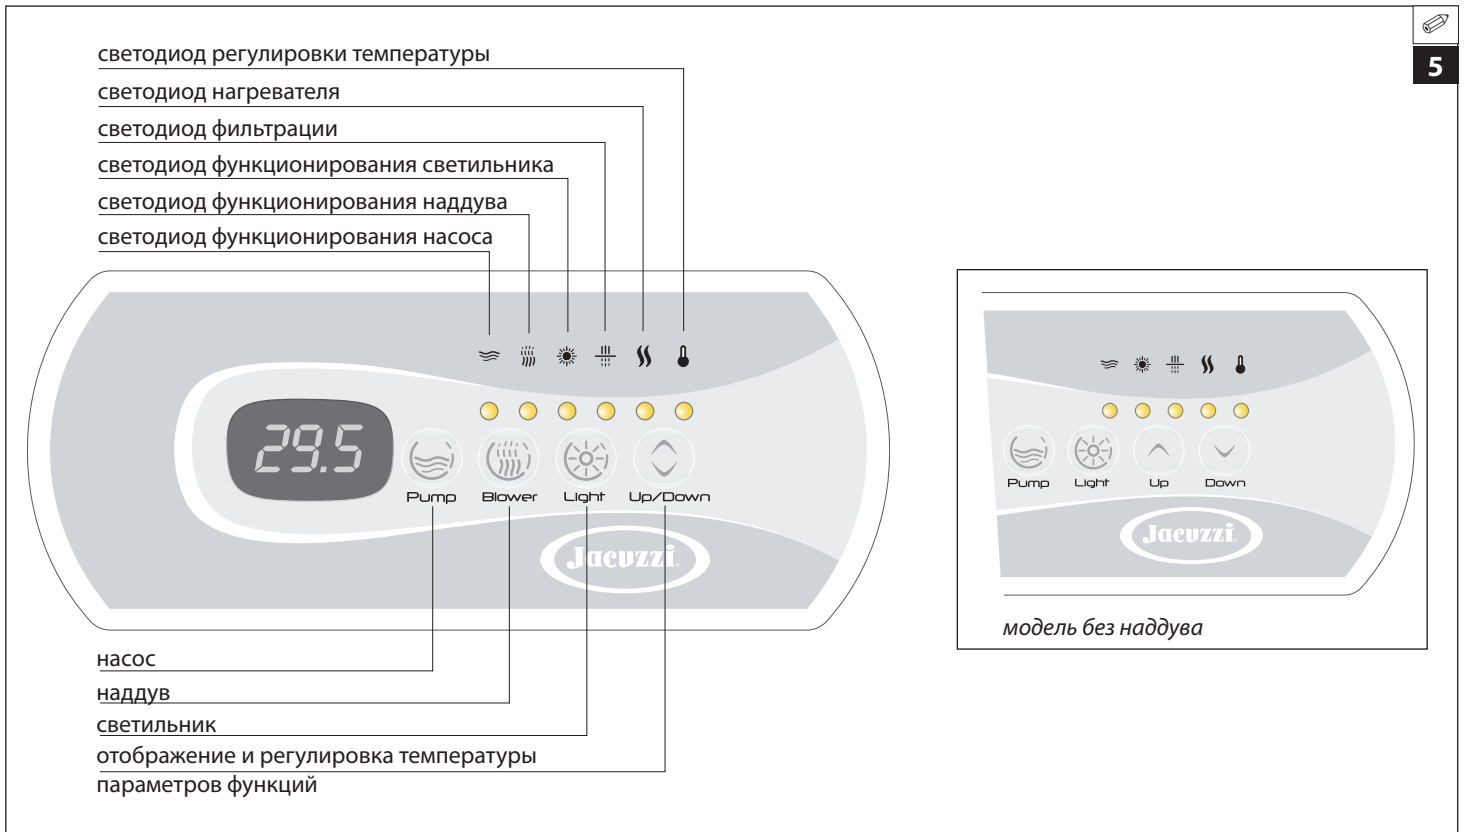 5
светодиод регулировки температуры
светодиод нагревателя
светодиод фильтрации
светодиод функционирования светильника
светодиод функционирования наддува
светодиод функционирования насоса
29.5
Pump Blower Light Up/Down
Jacuzzi
Pump Light Up Down
Jacuzzi
модель без наддува
насос
наддув
светильник
отображение и регулировка температуры
параметров функций